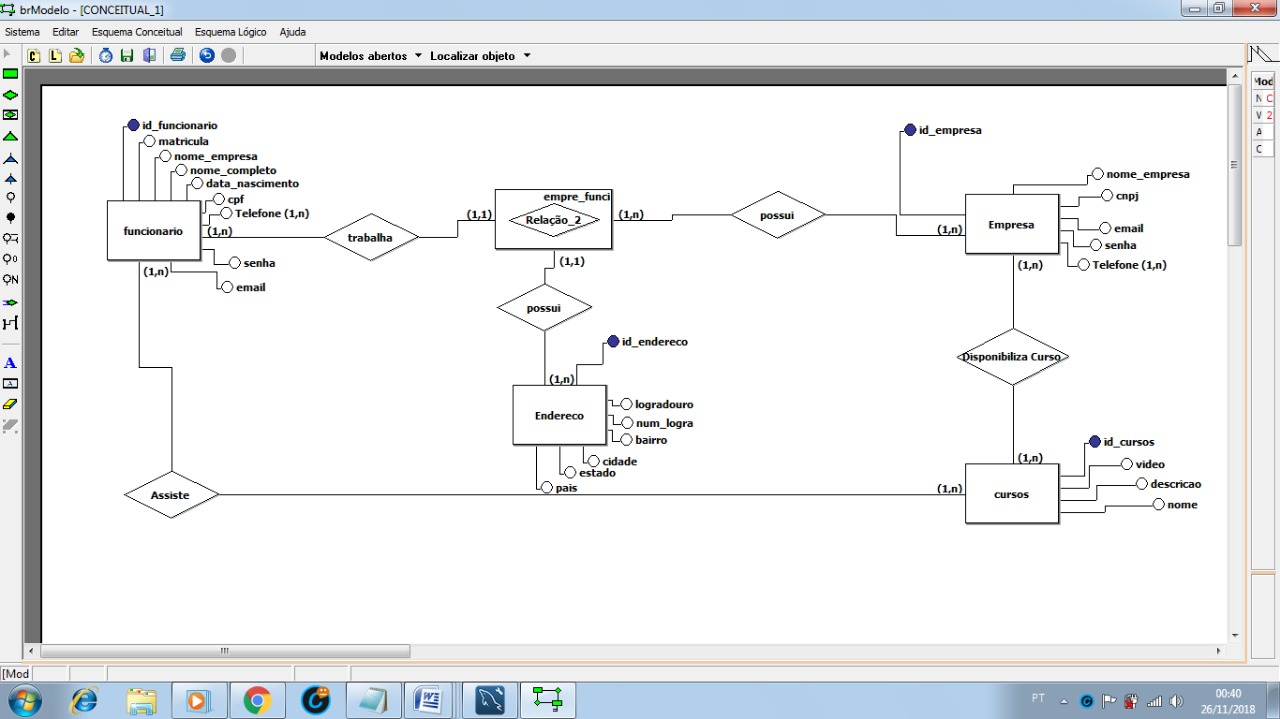 brModelo - [CONCEITUAL_1]
Sistema Editar Esquema Conceitual Esquema Lógico Ajuda
Modelos abertos Localizar objeto
id_funcionario
matricula
nome_empresa
nome_completo
data_nascimento
cpf
Telefone (1,n)
funcionario
(1,n)
senha
(1,n)
email
trabalha
(1,1)
empre_funci
Relação_2
(1,n)
possui
(1,n)
id_empresa
nome_empresa
cnpj
Empresa
email
senha
Telefone (1,n)
(1,n)
(1,1)
possui
id_endereco
(1,n)
Endereco
logradouro
num_logra
bairro
cidade
estado
pais
Disponibiliza Curso
(1,n)
id_cursos
video
descricao
nome
cursos
(1,n)
Assiste
Mod
N C
V 2
A
C
[Mod
PT
00:40
26/11/2018